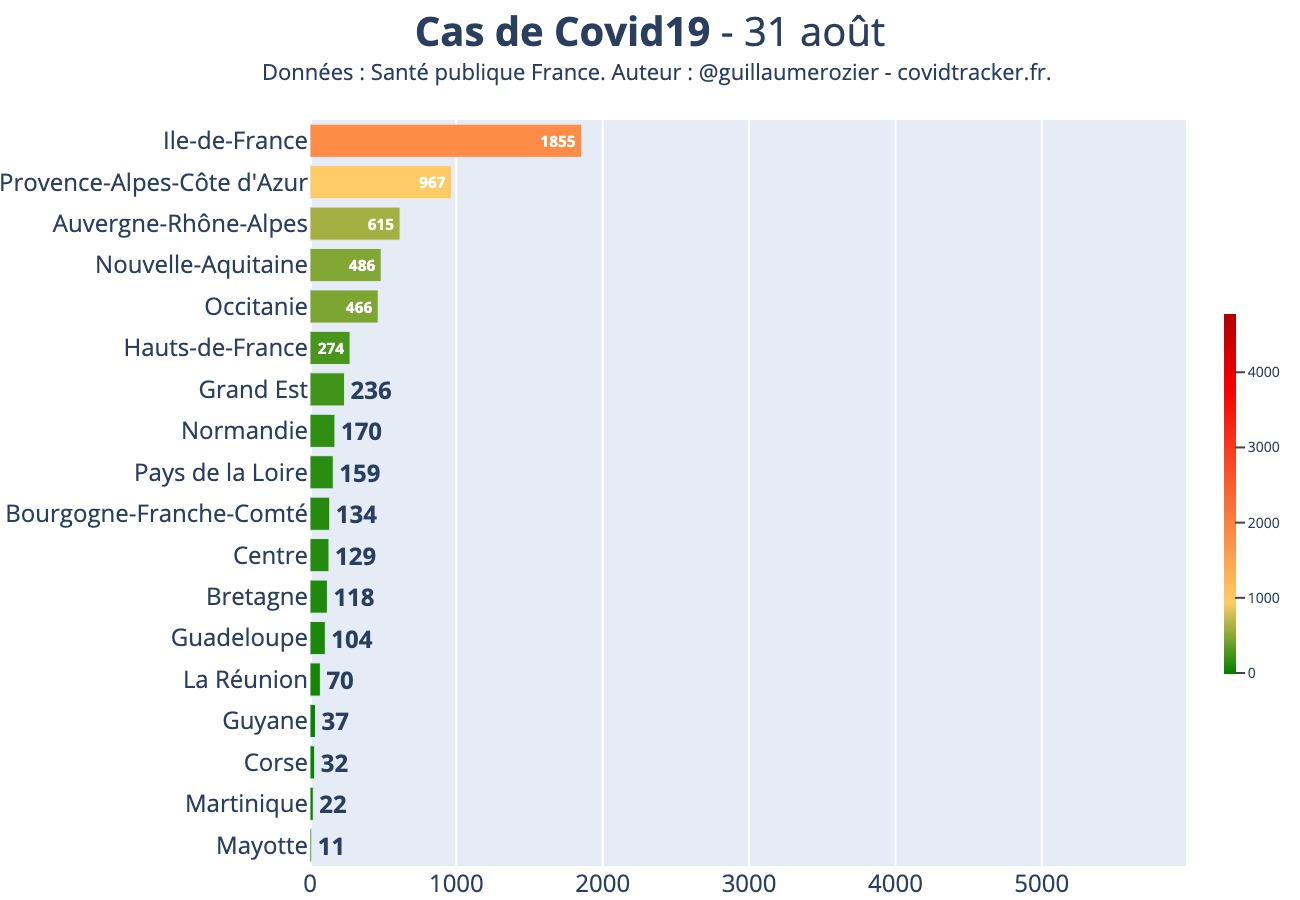 Cas de Covid19 - 31 août
Données : Santé publique France. Auteur : @guillaumerozier - covidtracker.fr.
Ile-de-France 1855
Provence-Alpes-Côte d'Azur 967
Auvergne-Rhône-Alpes 615
Nouvelle-Aquitaine 486
Occitanie 466
Hauts-de-France 274
Grand Est 236
Normandie 170
Pays de la Loire 159
Bourgogne-Franche-Comté 134
Centre 129
Bretagne 118
Guadeloupe 104
La Réunion 70
Guyane 37
Corse 32
Martinique 22
Mayotte 11
0 1000 2000 3000 4000 5000
4000
3000
2000
1000
0